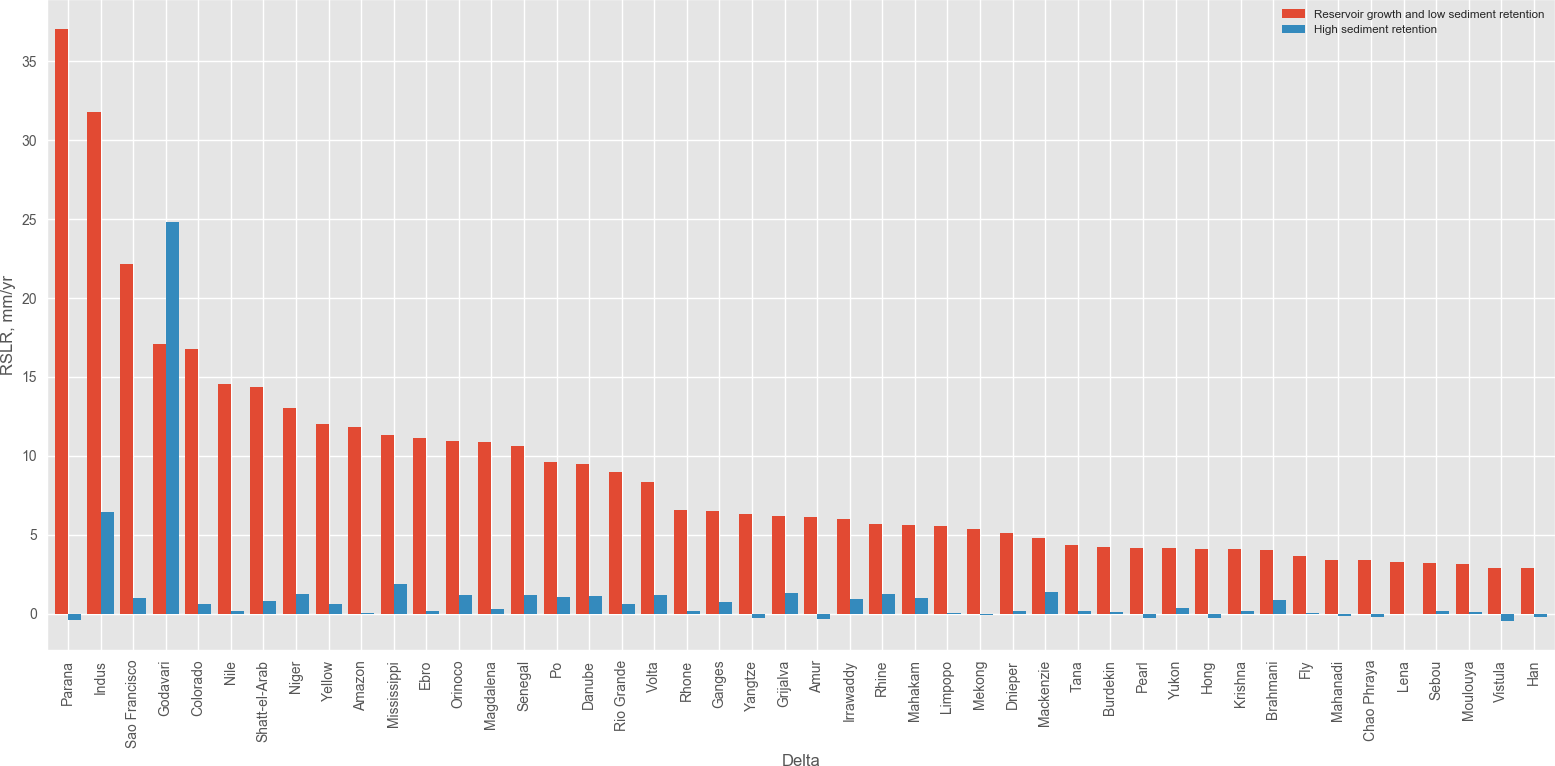 Reservoir growth and low sediment retention
High sediment retention
35
30
25
20
15
10
5
0
RSLR, mm/yr
Parana
Indus
Sao Francisco
Godavari
Colorado
Nile
Shatt-el-Arab
Niger
Yellow
Amazon
Mississippi
Ebro
Orinoco
Magdalena
Senegal
Po
Danube
Rio Grande
Volta
Rhone
Ganges
Yangtze
Grijalva
Amur
Irrawaddy
Rhine
Mahakam
Limpopo
Mekong
Dnieper
Mackenzie
Tana
Burdekin
Pearl
Yukon
Hong
Krishna
Brahmani
Fly
Mahanadi
Chao Phraya
Lena
Sebou
Moulouya
Vistula
Han
Delta